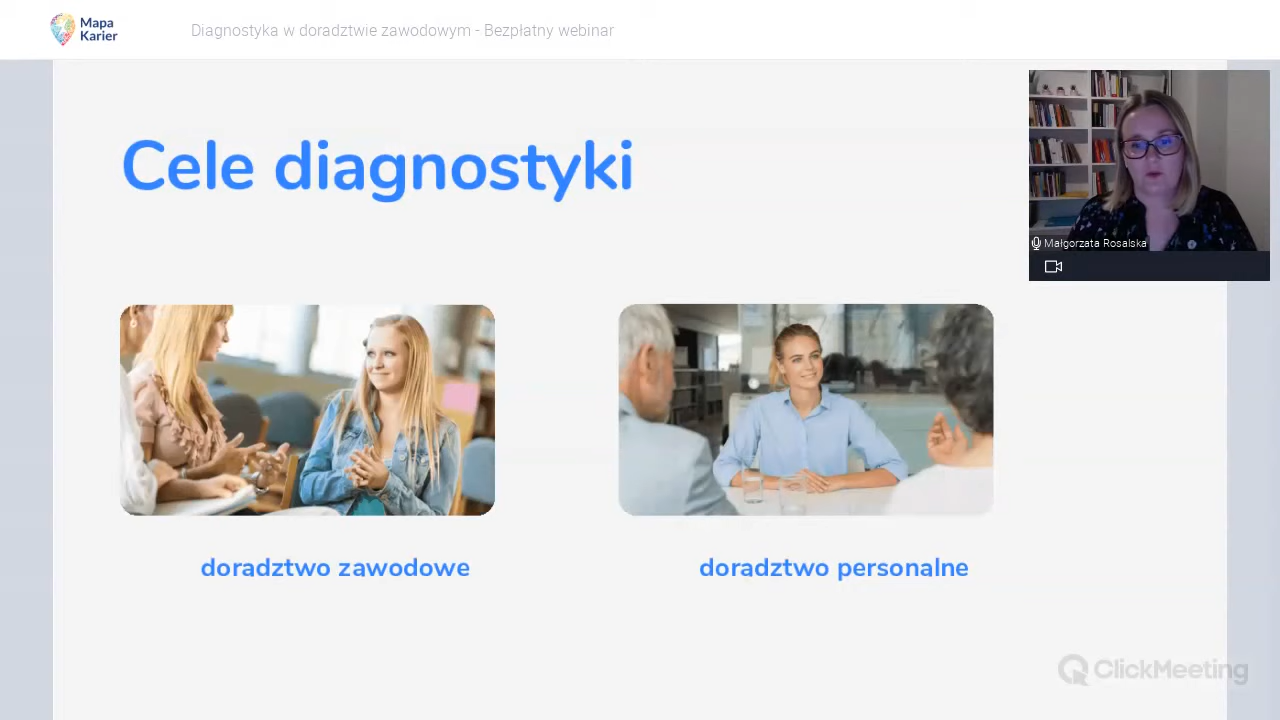 Mapa
Karier
Diagnostyka w doradztwie zawodowym - Bezpłatny webinar
Cele diagnostyki
Małgorzata Rosalska
doradztwo zawodowe
doradztwo personalne
ClickMeeting